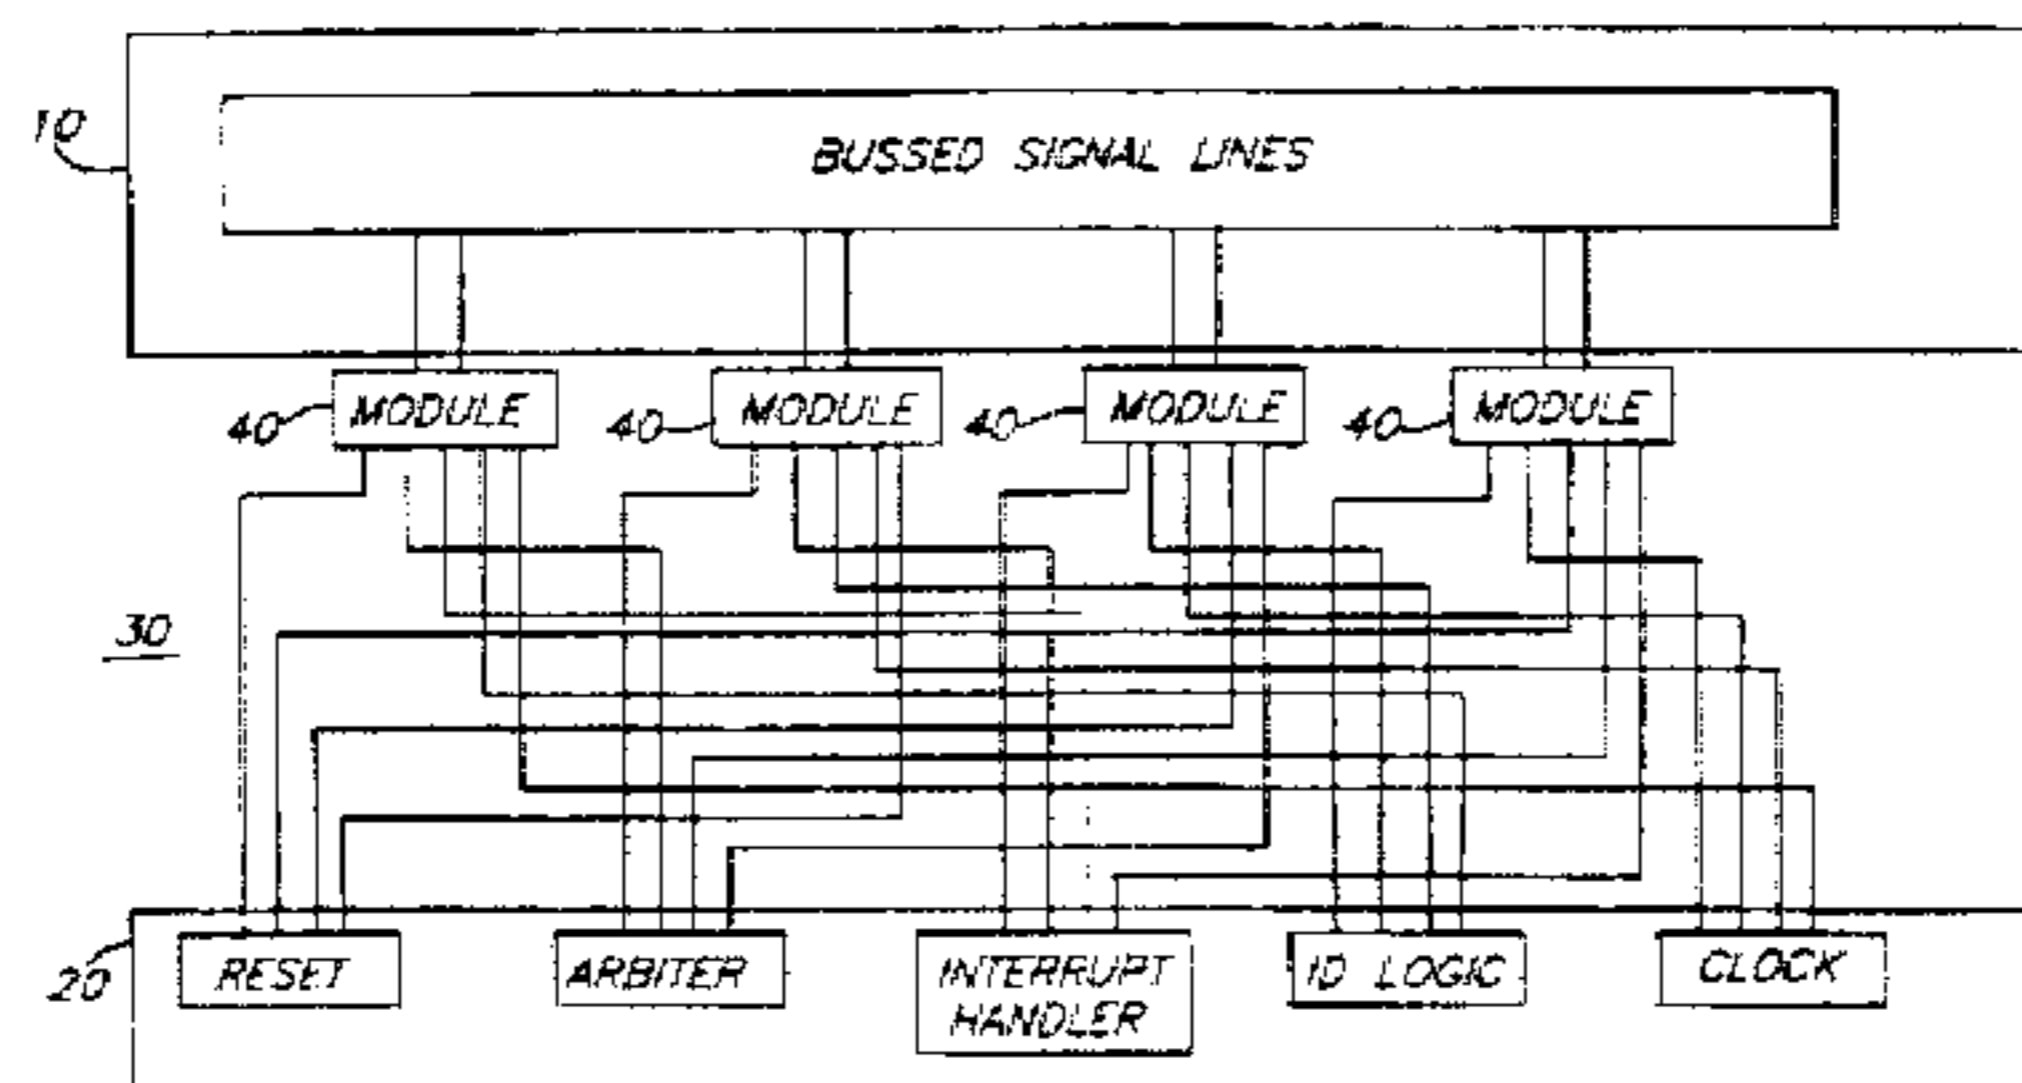 10
BUSSED SIGNAL LINES
40 MODULE 40 MODULE 40 MODULE 40 MODULE
30
20
RESET ARBITER INTERRUPT HANDLER ID LOGIC CLOCK